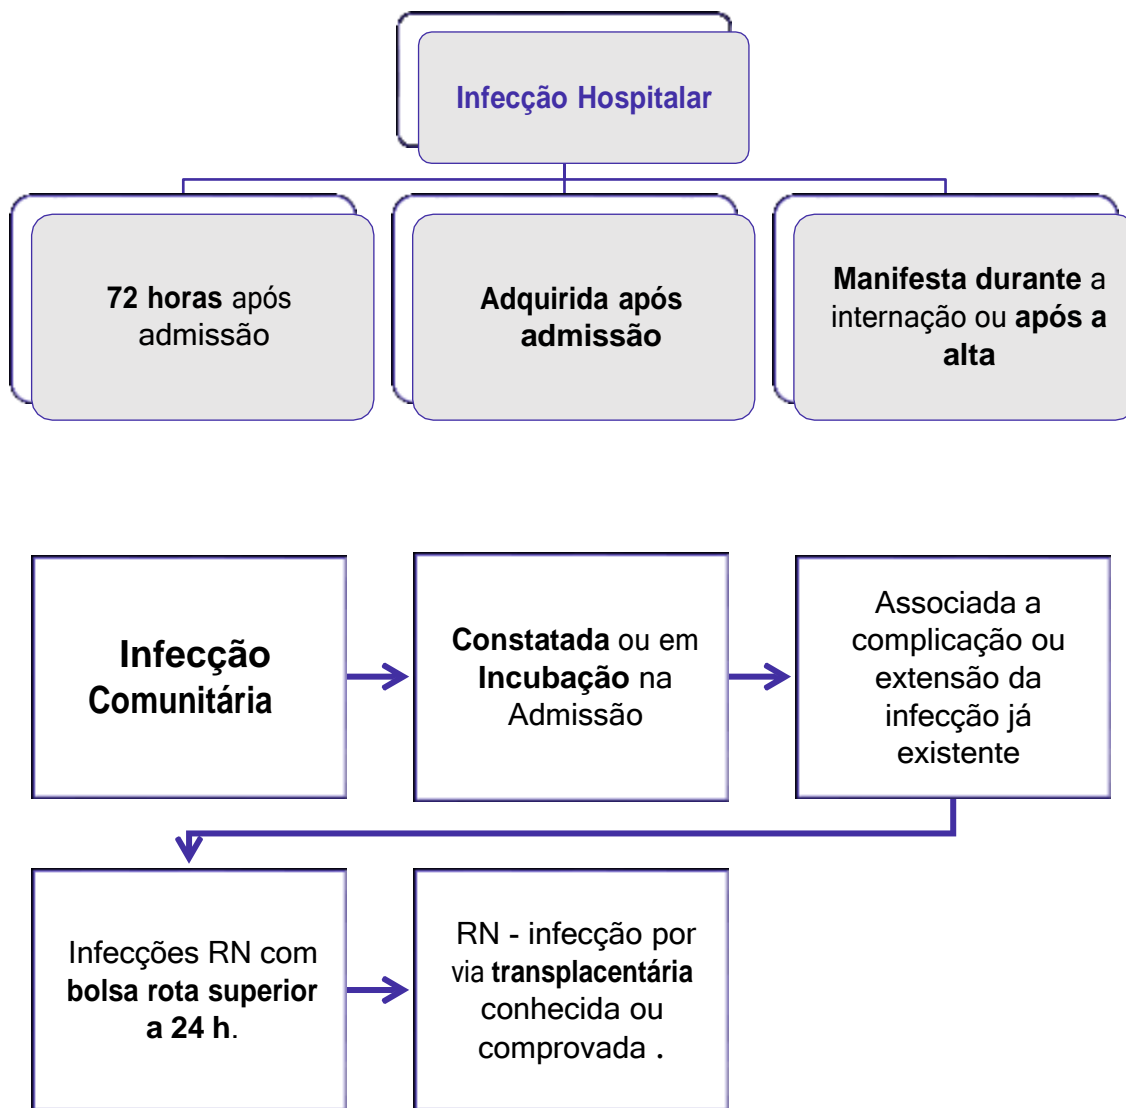 Infecção Hospitalar
72 horas após
admissão
Adquirida após
admissão
Manifesta durante a
internação ou após a
alta
Infecção
Comunitária
Constatada ou em
Incubação na
Admissão
Associada a
complicação ou
extensão da
infecção já
existente
Infecções RN com
bolsa rota superior
a 24 h.
RN - infecção por
via transplacentária
conhecida ou
comprovada .